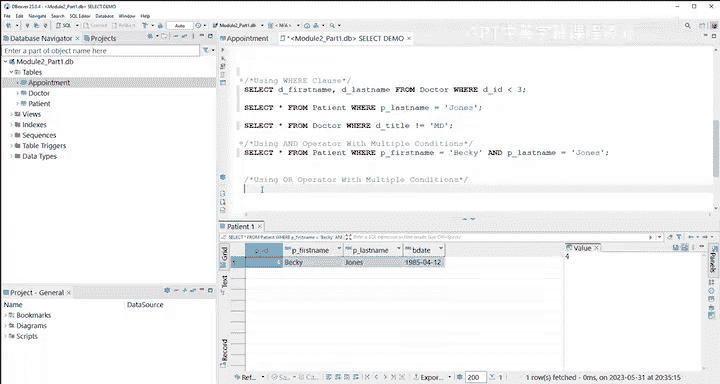 DBeaver 23.0.4 - <Module2_Part1.db> SELECT DEMO
File Edit Navigate Search SQL Editor Database Window Help
Auto
Module2_Part1.db
Database Navigator
Projects
Enter a part of object name here
Module2_Part1.db
Tables
Appointment
Doctor
Patient
Views
Indexes
Sequences
Table Triggers
Data Types
Project - General
Name DataSource
Bookmarks
Diagrams
Scripts
Appointment
*<Module2_Part1.db> SELECT DEMO
/*Using WHERE Clause*/
SELECT d_firstname, d_lastname FROM Doctor WHERE d_id < 3;
SELECT * FROM Patient WHERE p_lastname = 'Jones';
SELECT * FROM Doctor WHERE d_title != 'MD';
/*Using AND Operator With Multiple Conditions*/
SELECT * FROM Patient WHERE p_firstname = 'Becky' AND p_lastname = 'Jones';
/*Using OR Operator With Multiple Conditions*/
Patient 1
p_firstname p_lastname bdate
Becky Jones 1985-04-12
Value
4
Grid
Text
Record
Panels
Ref...
Expor...
200
1
1 row(s) fetched - 0ms, on 2023-05-31 at 20:35:15